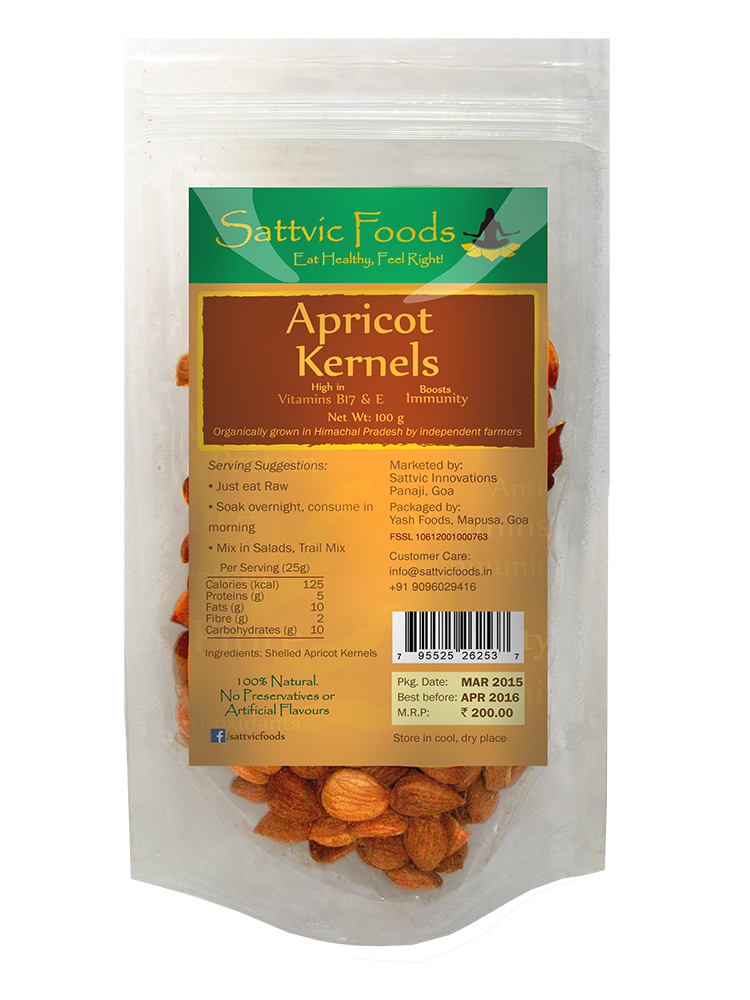 Sattvic Foods
Eat Healthy, Feel Right!
Apricot
Kernels
High in
Vitamins B17 & E
Boosts
Immunity
Net Wt: 100 g
Organically grown in Himachal Pradesh by independent farmers
Serving Suggestions:
• Just eat Raw
• Soak overnight, consume in
morning
• Mix in Salads, Trail Mix
Per Serving (25g)
Calories (kcal) 125
Proteins (g) 5
Fats (g) 10
Fibre (g) 2
Carbohydrates (g) 10
Ingredients: Shelled Apricot Kernels
100% Natural.
No Preservatives or
Artificial Flavours
f /sattvicfoods
Marketed by:
Sattvic Innovations
Panaji, Goa
Packaged by:
Yash Foods, Mapusa, Goa
FSSL 10612001000763
Customer Care:
info@sattvicfoods.in
+91 9096029416
7 95525 26253 7
Pkg. Date: MAR 2015
Best before: APR 2016
M.R.P: ₹ 200.00
Store in cool, dry place